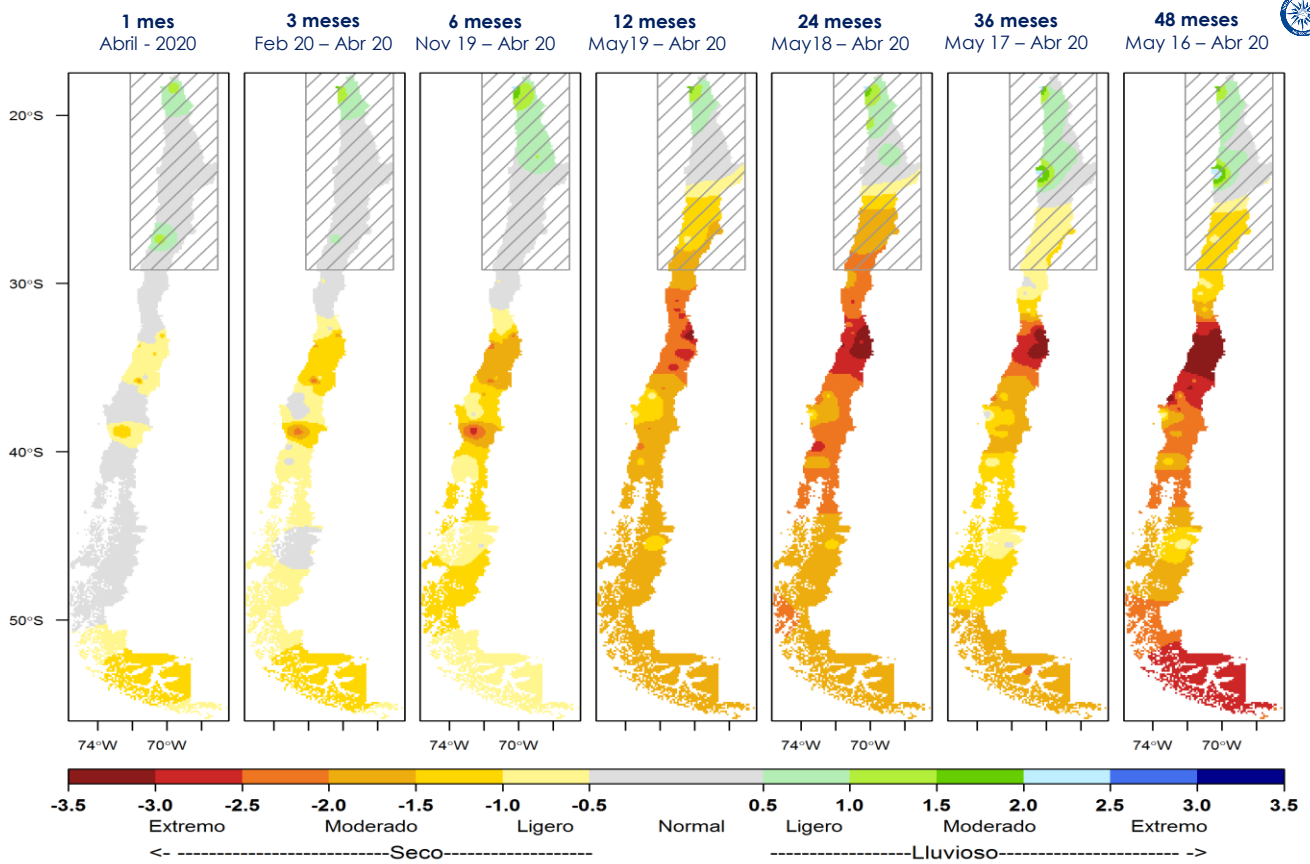 1 mes 3 meses 6 meses 12 meses 24 meses 36 meses 48 meses
Abril - 2020 Feb 20 – Abr 20 Nov 19 – Abr 20 May19 – Abr 20 May18 – Abr 20 May 17 – Abr 20 May 16 – Abr 20
20°S
30°S
40°S
50°S
74°W 70°W 74°W 70°W 74°W 70°W
-3.5 -3.0 -2.5 -2.0 -1.5 -1.0 -0.5 0.5 1.0 1.5 2.0 2.5 3.0 3.5
Extremo Moderado Ligero Normal Ligero Moderado Extremo
<- ----------------------Seco-------------------- --------------------Lluvioso-------------------- ->